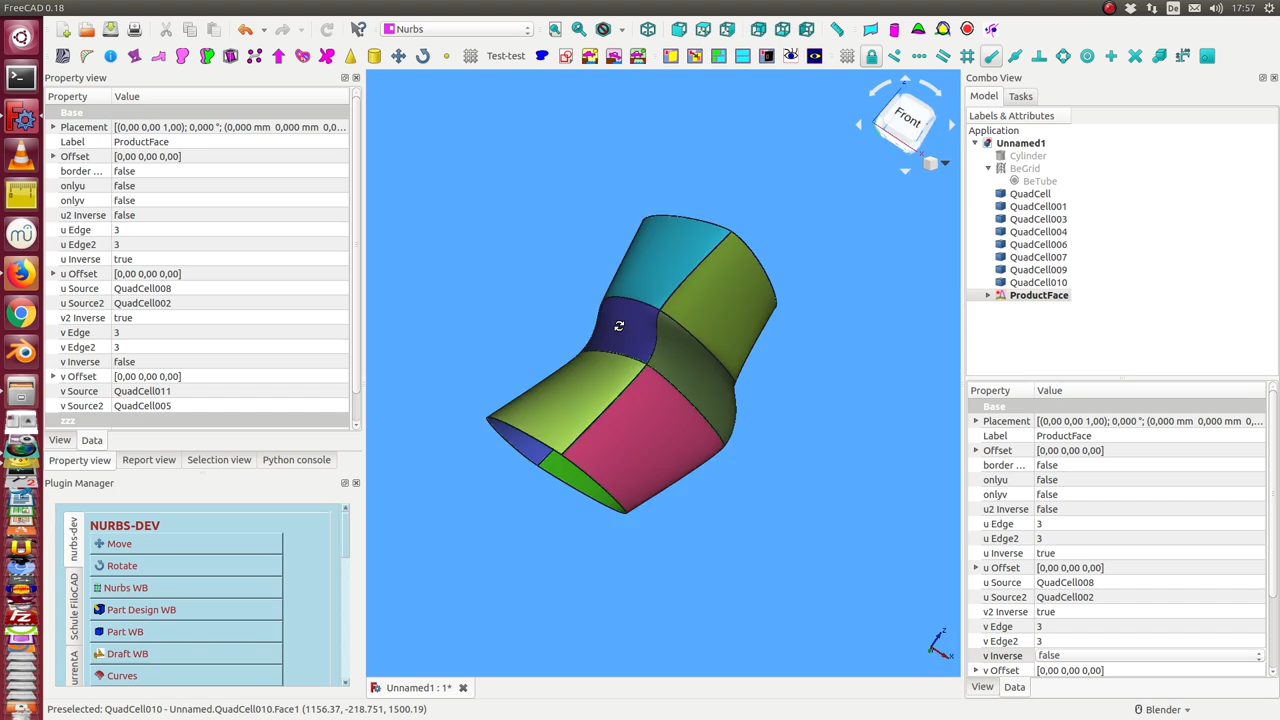 FreeCAD 0.18
De
17:57
Nurbs
Test-test
Property view
Property Value
Base
Placement [(0,00 0,00 1,00); 0,000 °; (0,000 mm 0,000 mm 0,0...
Label ProductFace
Offset [0,00 0,00 0,00]
border ... false
onlyu false
onlyv false
u2 Inverse false
u Edge 3
u Edge2 3
u Inverse true
u Offset [0,00 0,00 0,00]
u Source QuadCell008
u Source2 QuadCell002
v2 Inverse true
v Edge 3
v Edge2 3
v Inverse false
v Offset [0,00 0,00 0,00]
v Source QuadCell011
v Source2 QuadCell005
zzz
View Data
Property view Report view Selection view Python console
Plugin Manager
nurbs-dev
Schule FiloCAD
CurrentA
NURBS-DEV
Move
Rotate
Nurbs WB
Part Design WB
Part WB
Draft WB
Curves
Front
z
x
Unnamed1 : 1*
Combo View
Model Tasks
Labels & Attributes
Application
Unnamed1
Cylinder
BeGrid
BeTube
QuadCell
QuadCell001
QuadCell003
QuadCell004
QuadCell006
QuadCell007
QuadCell009
QuadCell010
ProductFace
Property Value
Base
Placement [(0,00 0,00 1,00); 0,000 °; (0,000 mm 0,000 mm 0,...
Label ProductFace
Offset [0,00 0,00 0,00]
border ... false
onlyu false
onlyv false
u2 Inverse false
u Edge 3
u Edge2 3
u Inverse true
u Offset [0,00 0,00 0,00]
u Source QuadCell008
u Source2 QuadCell002
v2 Inverse true
v Edge 3
v Edge2 3
v Inverse false
v Offset [0,00 0,00 0,00]
View Data
Preselected: QuadCell010 - Unnamed.QuadCell010.Face1 (1156.37, -218.751, 1500.19)
Blender